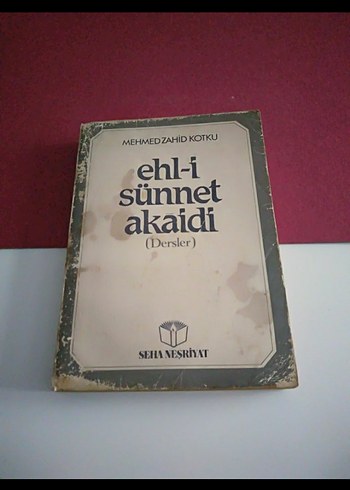 MEHMED ZAHİD KOTKU
ehl-i
sünnet
akaidi
(Dersler)
SEHA NEŞRİYAT